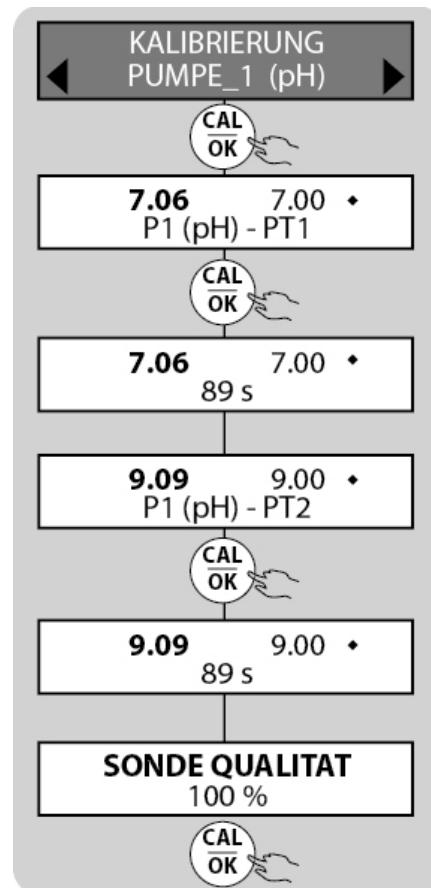 KALIBRIERUNG
PUMPE_1 (pH)
CAL
OK
7.06 7.00
P1 (pH) - PT1
CAL
OK
7.06 7.00
89 s
9.09 9.00
P1 (pH) - PT2
CAL
OK
9.09 9.00
89 s
SONDE QUALITAT
100 %
CAL
OK